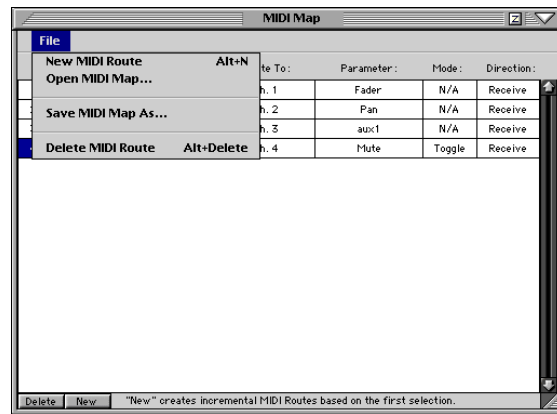 MIDI Map
File
New MIDI Route Alt+N
Open MIDI Map...
Save MIDI Map As...
Delete MIDI Route Alt+Delete
te To: Parameter: Mode: Direction:
h. 1 Fader N/A Receive
h. 2 Pan N/A Receive
h. 3 aux1 N/A Receive
h. 4 Mute Toggle Receive
Delete New "New" creates incremental MIDI Routes based on the first selection.